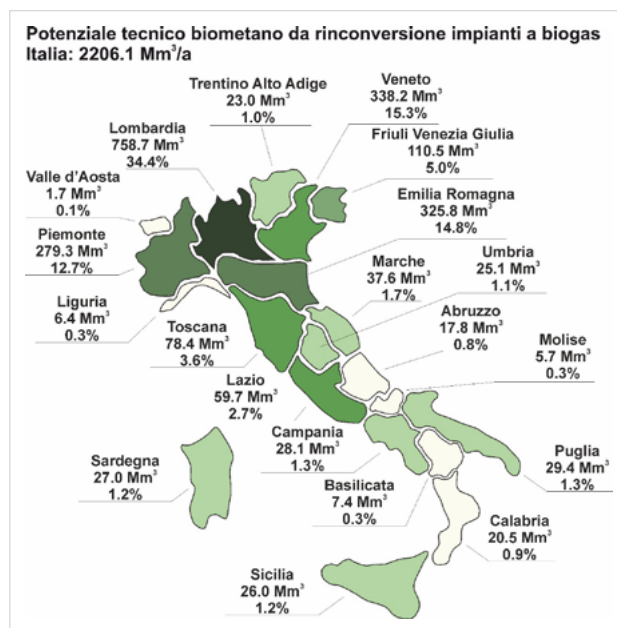 Potenziale tecnico biometano da rinconversione impianti a biogas
Italia: 2206.1 Mm³/a
Trentino Alto Adige
23.0 Mm³
1.0%
Veneto
338.2 Mm³
15.3%
Lombardia
758.7 Mm³
34.4%
Friuli Venezia Giulia
110.5 Mm³
5.0%
Valle d'Aosta
1.7 Mm³
0.1%
Emilia Romagna
325.8 Mm³
14.8%
Piemonte
279.3 Mm³
12.7%
Umbria
25.1 Mm³
1.1%
Marche
37.6 Mm³
1.7%
Liguria
6.4 Mm³
0.3%
Abruzzo
17.8 Mm³
0.8%
Toscana
78.4 Mm³
3.6%
Molise
5.7 Mm³
0.3%
Lazio
59.7 Mm³
2.7%
Campania
28.1 Mm³
1.3%
Sardegna
27.0 Mm³
1.2%
Puglia
29.4 Mm³
1.3%
Basilicata
7.4 Mm³
0.3%
Calabria
20.5 Mm³
0.9%
Sicilia
26.0 Mm³
1.2%